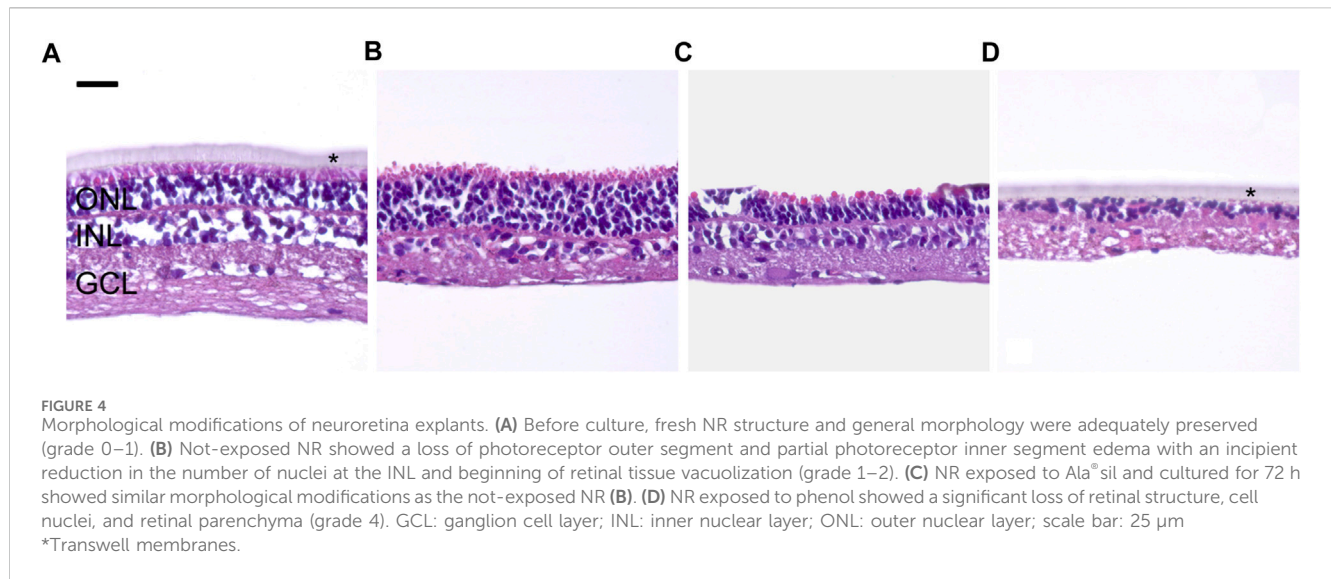 A
B
C
D
*
*
ONL
INL
GCL
FIGURE 4
Morphological modifications of neuroretina explants. (A) Before culture, fresh NR structure and general morphology were adequately preserved
(grade 0–1). (B) Not-exposed NR showed a loss of photoreceptor outer segment and partial photoreceptor inner segment edema with an incipient
reduction in the number of nuclei at the INL and beginning of retinal tissue vacuolization (grade 1–2). (C) NR exposed to Ala®sil and cultured for 72 h
showed similar morphological modifications as the not-exposed NR (B). (D) NR exposed to phenol showed a significant loss of retinal structure, cell
nuclei, and retinal parenchyma (grade 4). GCL: ganglion cell layer; INL: inner nuclear layer; ONL: outer nuclear layer; scale bar: 25 μm
*Transwell membranes.